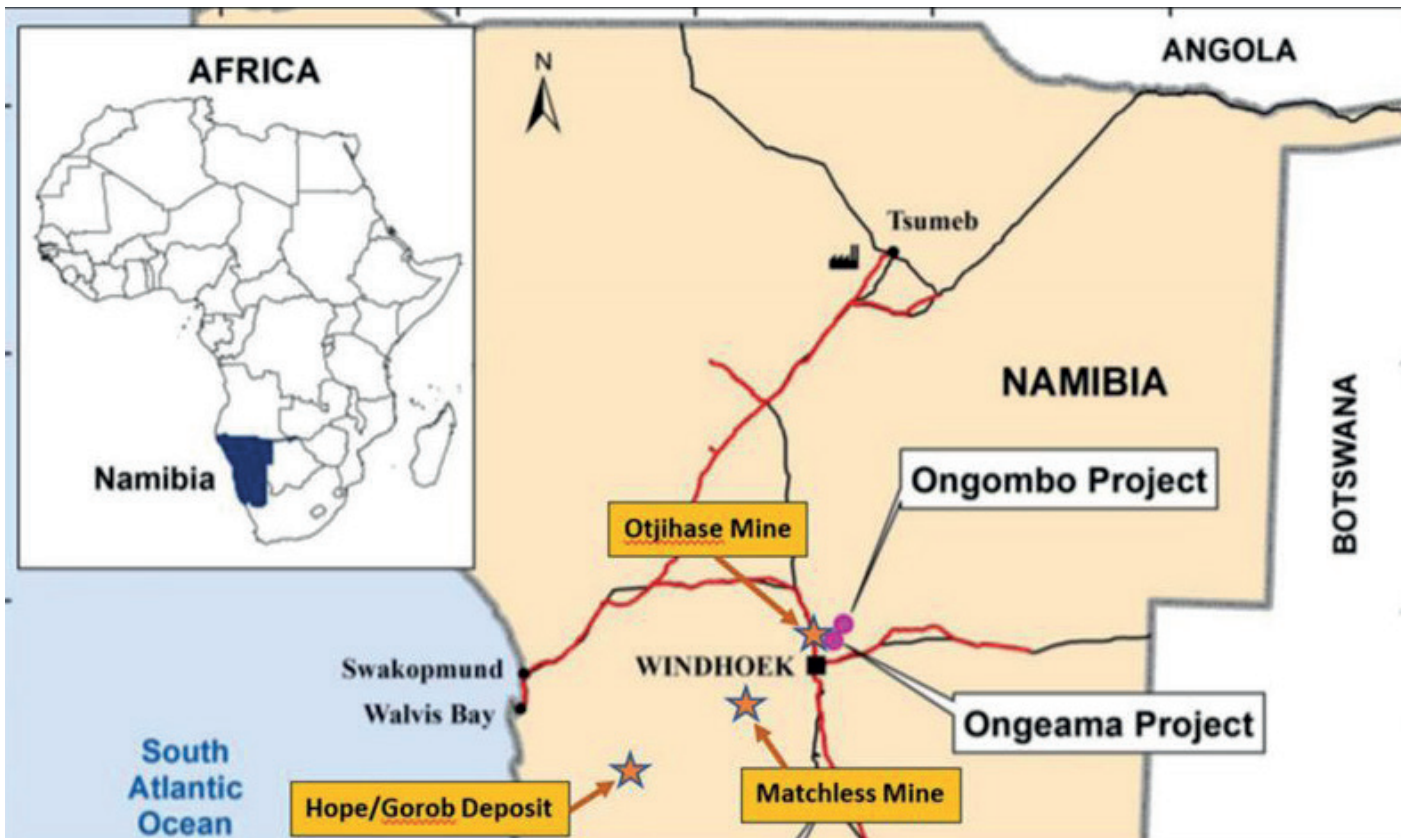 AFRICA
Namibia
N
ANGOLA
Tsumeb
NAMIBIA
BOTSWANA
Ongombo Project
Otjihase Mine
Swakopmund
WINDHOEK
Walvis Bay
Ongeama Project
South
Atlantic
Ocean
Hope/Gorob Deposit
Matchless Mine